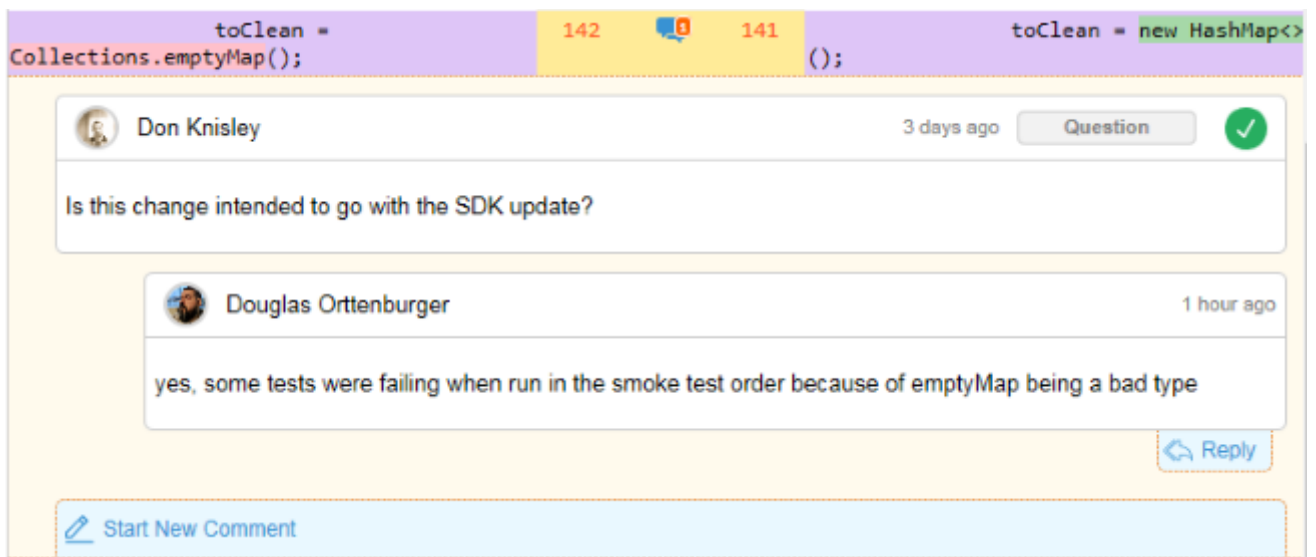 toClean =
Collections.emptyMap();
142
1
141
toClean = new HashMap<>
();
Don Knisley
3 days ago
Question
Is this change intended to go with the SDK update?
Douglas Orttenburger
1 hour ago
yes, some tests were failing when run in the smoke test order because of emptyMap being a bad type
Reply
Start New Comment